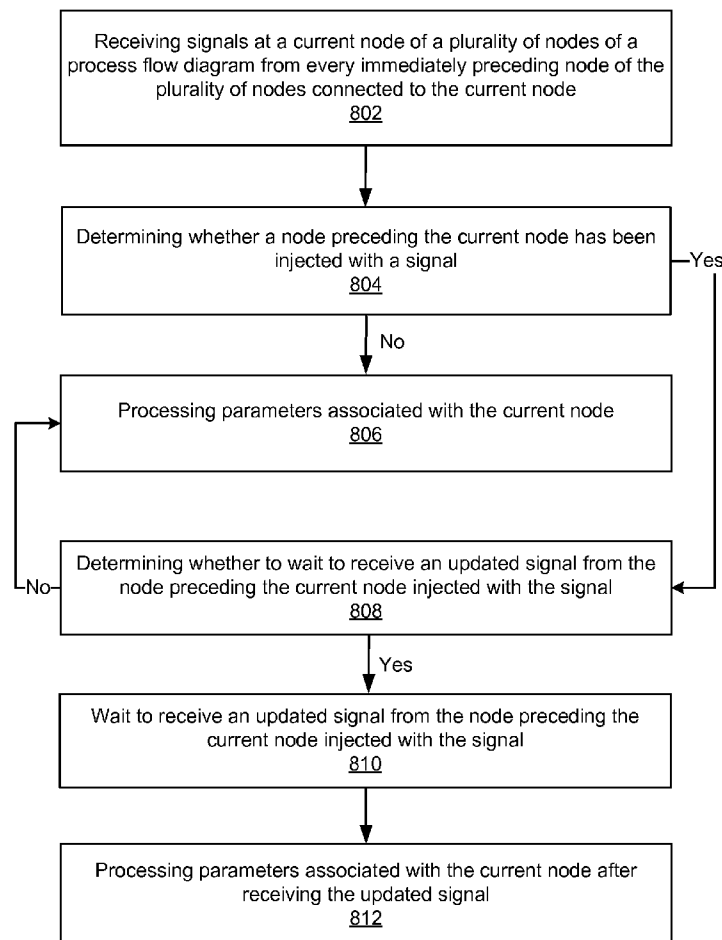 Receiving signals at a current node of a plurality of nodes of a
process flow diagram from every immediately preceding node of the
plurality of nodes connected to the current node
802
Determining whether a node preceding the current node has been
injected with a signal
804
Yes
No
Processing parameters associated with the current node
806
Determining whether to wait to receive an updated signal from the
node preceding the current node injected with the signal
808
No
Yes
Wait to receive an updated signal from the node preceding the
current node injected with the signal
810
Processing parameters associated with the current node after
receiving the updated signal
812